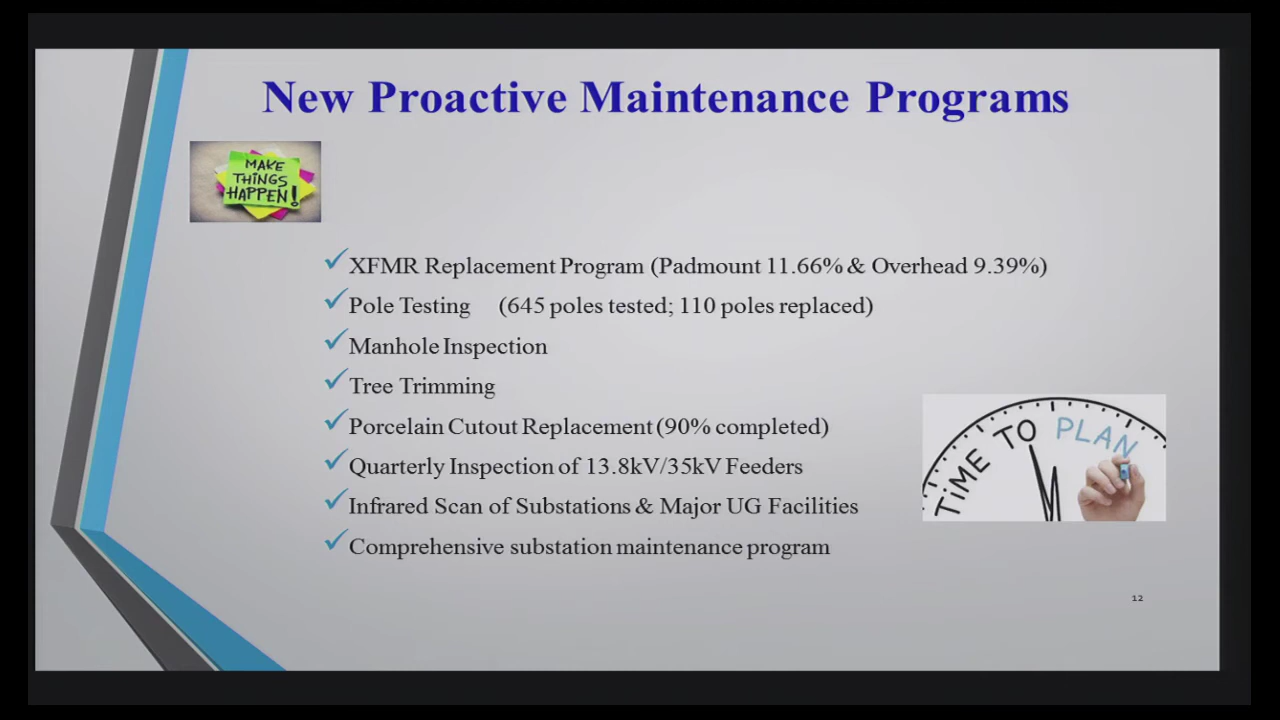 New Proactive Maintenance Programs
MAKE
THINGS
HAPPEN!
XFMR Replacement Program (Padmount 11.66% & Overhead 9.39%)
Pole Testing (645 poles tested; 110 poles replaced)
Manhole Inspection
Tree Trimming
Porcelain Cutout Replacement (90% completed)
Quarterly Inspection of 13.8kV/35kV Feeders
Infrared Scan of Substations & Major UG Facilities
Comprehensive substation maintenance program
TiME TO PLAN
12